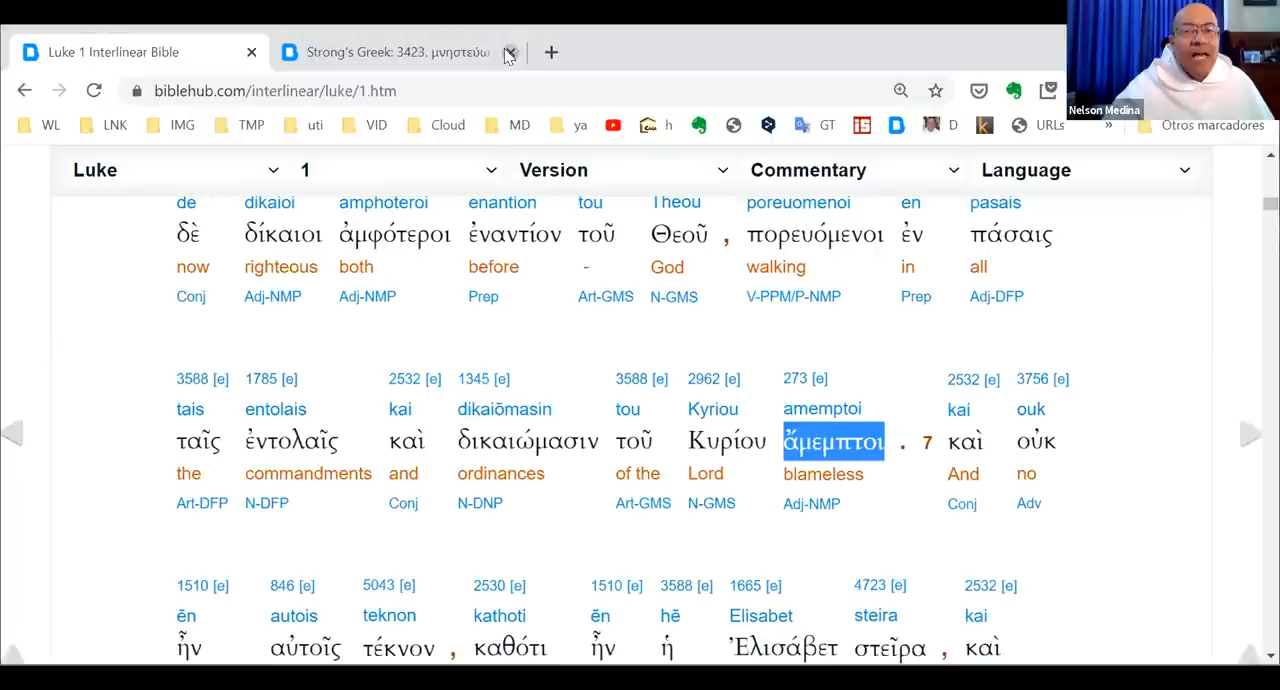 Luke 1 Interlinear Bible
Strong's Greek: 3423. μνηστεύω
biblehub.com/interlinear/luke/1.htm
Nelson Medina
WL LNK IMG TMP uti VID Cloud MD ya h GT D k URLs » Otros marcadores
Luke 1 Version Commentary Language
de dikaioi amphoteroi enantion tou Theou poreuomenoi en pasais
δὲ δίκαιοι ἀμφότεροι ἐναντίον τοῦ Θεοῦ , πορευόμενοι ἐν πάσαις
now righteous both before - God walking in all
Conj Adj-NMP Adj-NMP Prep Art-GMS N-GMS V-PPM/P-NMP Prep Adj-DFP
3588 [e] 1785 [e] 2532 [e] 1345 [e] 3588 [e] 2962 [e] 273 [e] 2532 [e] 3756 [e]
tais entolais kai dikaiōmasin tou Kyriou amemptoi kai ouk
ταῖς ἐντολαῖς καὶ δικαιώμασιν τοῦ Κυρίου ἄμεμπτοι . 7 καὶ οὐκ
the commandments and ordinances of the Lord blameless And no
Art-DFP N-DFP Conj N-DNP Art-GMS N-GMS Adj-NMP Conj Adv
1510 [e] 846 [e] 5043 [e] 2530 [e] 1510 [e] 3588 [e] 1665 [e] 4723 [e] 2532 [e]
ēn autois teknon kathoti ēn hē Elisabet steira kai
ἦν αὐτοῖς τέκνον , καθότι ἦν ἡ Ἐλισάβετ στεῖρα , καὶ